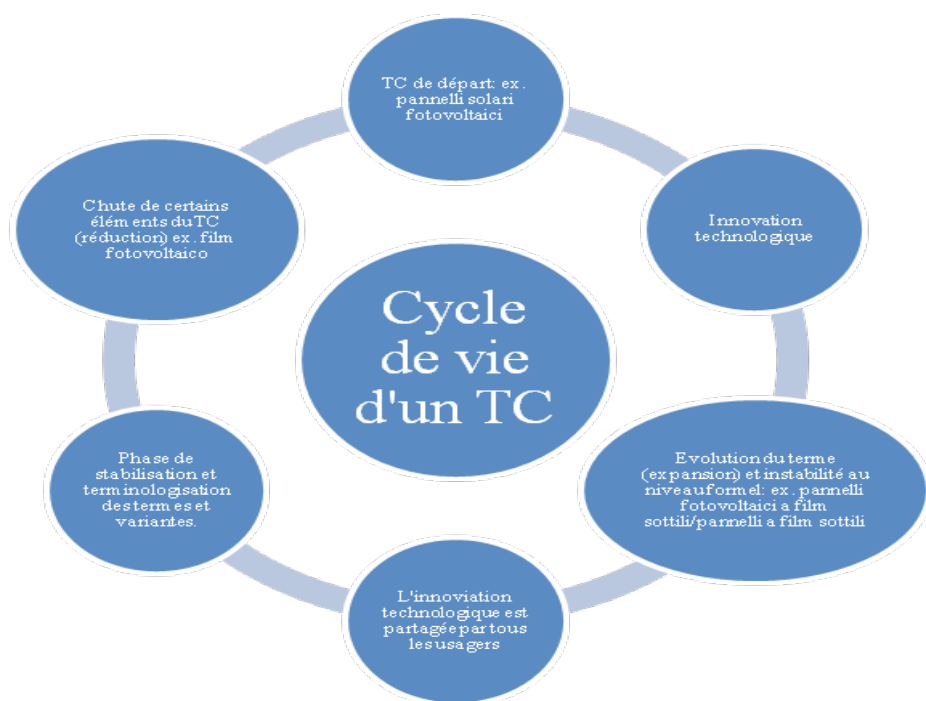 TC de départ: ex.
pannelli solari
fotovoltaici
Innovation
technologique
Evolution du terme
(expansion) et instabilité au
niveau formel: ex. pannelli
fotovoltaici a film
sottili/pannelli a film sottili
L'innoviation
technologique est
partagée par tous
les usagers
Phase de
stabilisation et
terminologisation
des termes et
variantes.
Chute de certains
éléments du TC
(réduction) ex. film
fotovoltaico
Cycle
de vie
d'un TC